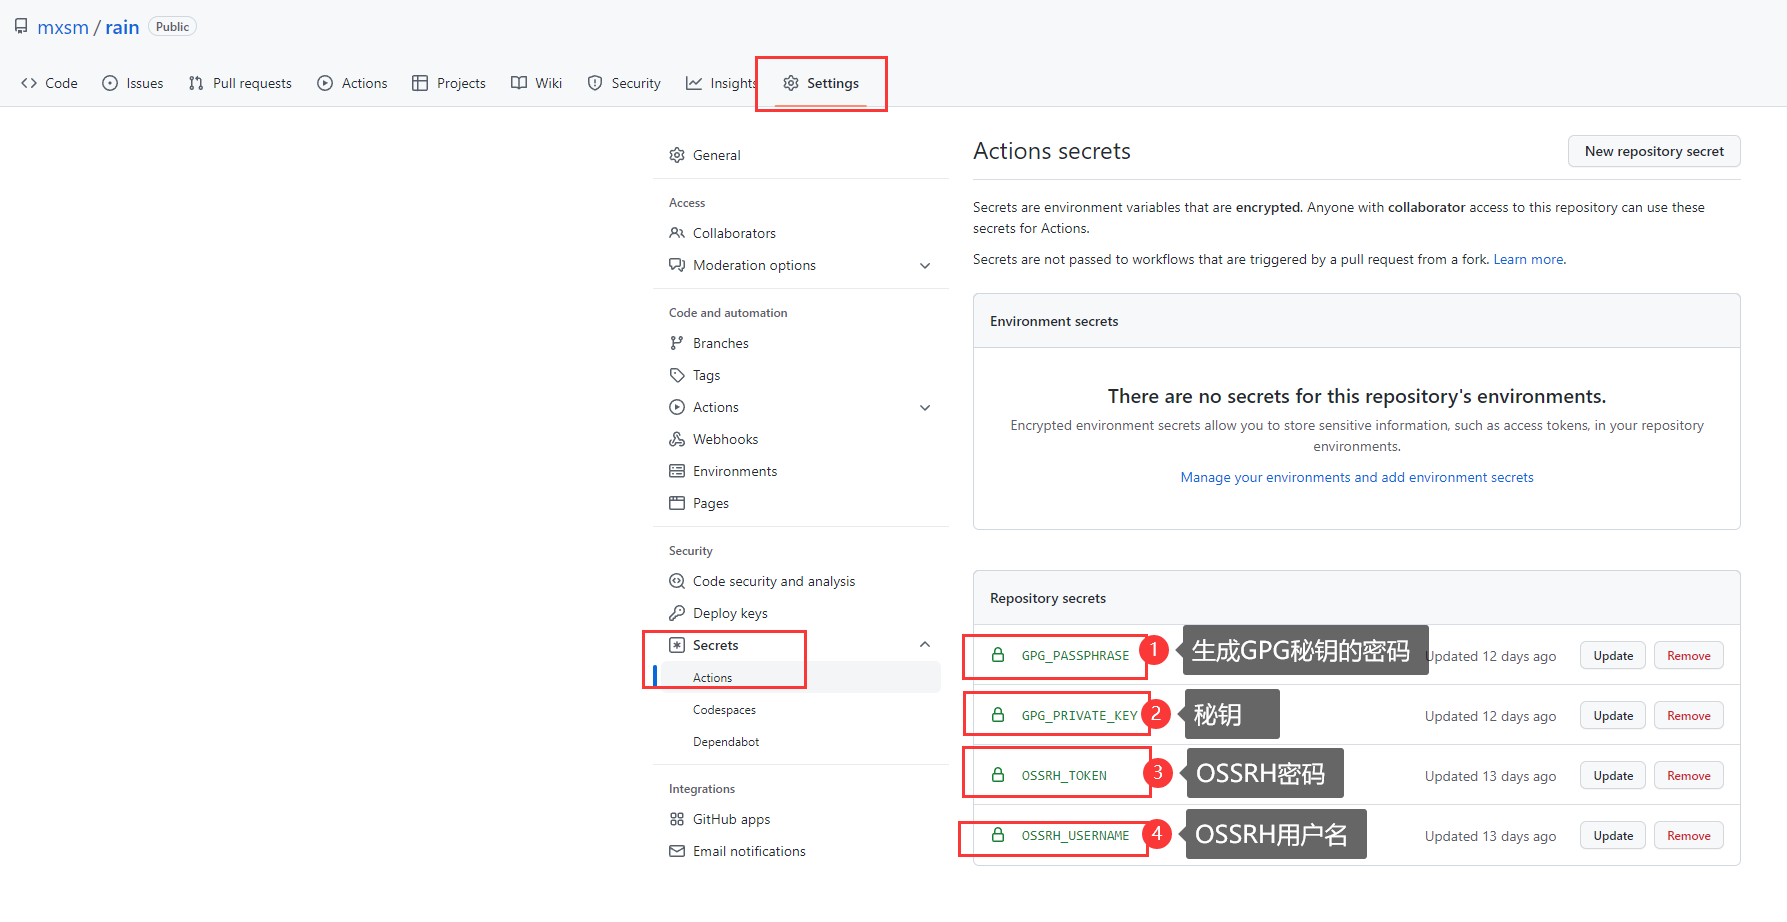 mxsm / rain Public
Code Issues Pull requests Actions Projects Wiki Security Insights Settings
General
Access
Collaborators
Moderation options
Code and automation
Branches
Tags
Actions
Webhooks
Environments
Pages
Security
Code security and analysis
Deploy keys
Secrets
Actions
Codespaces
Dependabot
Integrations
GitHub apps
Email notifications
Actions secrets
New repository secret
Secrets are environment variables that are encrypted. Anyone with collaborator access to this repository can use these
secrets for Actions.
Secrets are not passed to workflows that are triggered by a pull request from a fork. Learn more.
Environment secrets
There are no secrets for this repository's environments.
Encrypted environment secrets allow you to store sensitive information, such as access tokens, in your repository
environments.
Manage your environments and add environment secrets
Repository secrets
GPG_PASSPHRASE 1 生成GPG秘钥的密码 Updated 12 days ago Update Remove
GPG_PRIVATE_KEY 2 秘钥 Updated 12 days ago Update Remove
OSSRH_TOKEN 3 OSSRH密码 Updated 13 days ago Update Remove
OSSRH_USERNAME 4 OSSRH用户名 Updated 13 days ago Update Remove